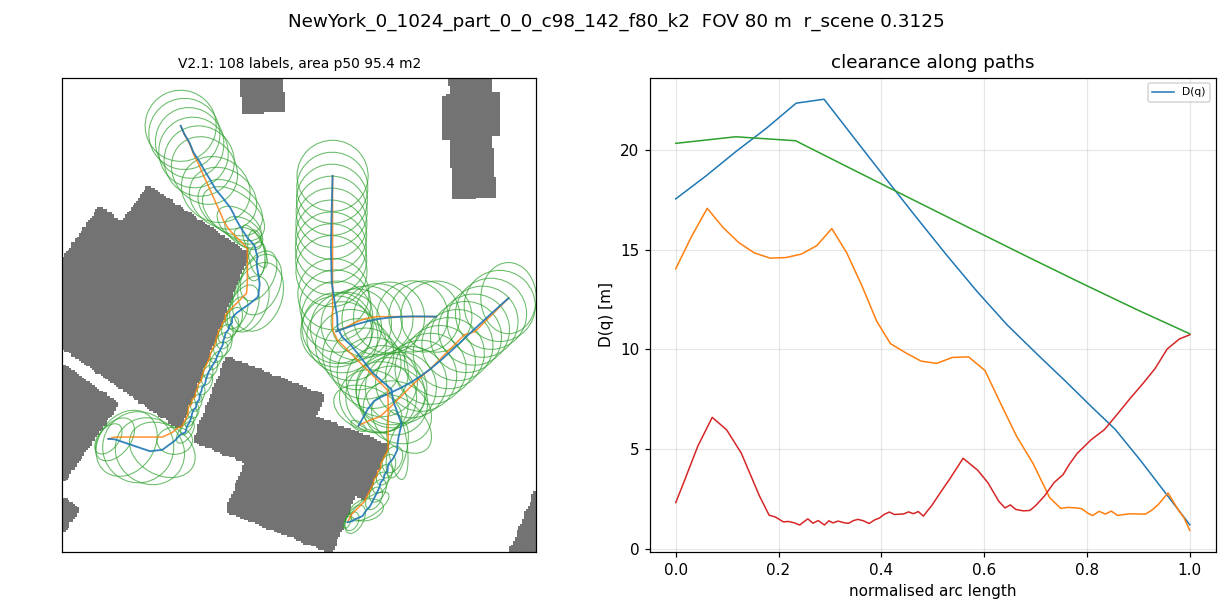 NewYork_0_1024_part_0_0_c98_142_f80_k2 FOV 80 m r_scene 0.3125
V2.1: 108 labels, area p50 95.4 m2
clearance along paths
D(q)
20
15
10
5
0
D(q) [m]
0.0 0.2 0.4 0.6 0.8 1.0
normalised arc length